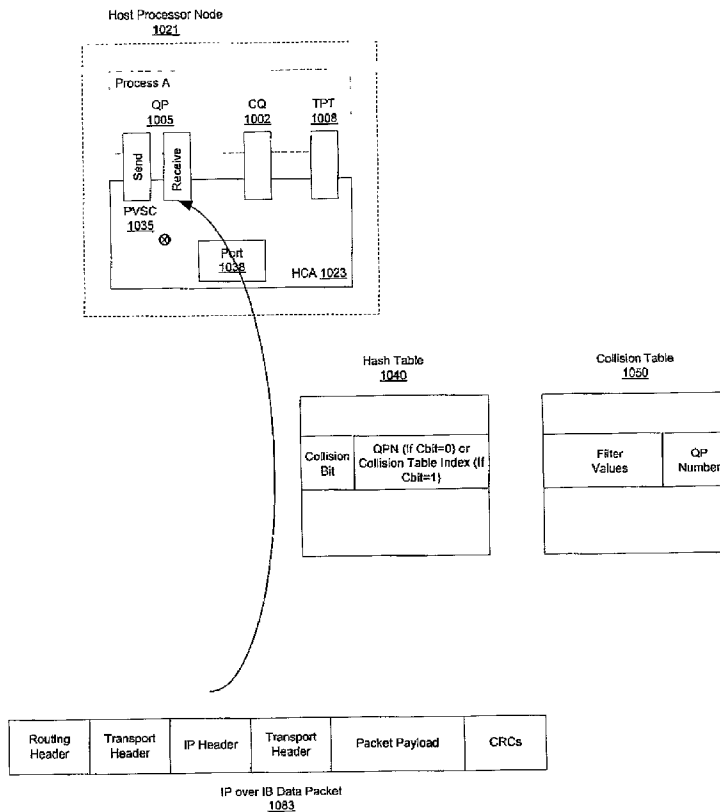 Host Processor Node
1021
Process A
QP
1005
CQ
1002
TPT
1008
Send
Receive
PVSC
1035
Port
1038
HCA 1023
Hash Table
1040
Collision
Bit
QPN (If Cbit=0) or
Collision Table Index (If
Cbit=1)
Collision Table
1050
Filter
Values
QP
Number
Routing
Header
Transport
Header
IP Header
Transport
Header
Packet Payload
CRCs
IP over IB Data Packet
1083